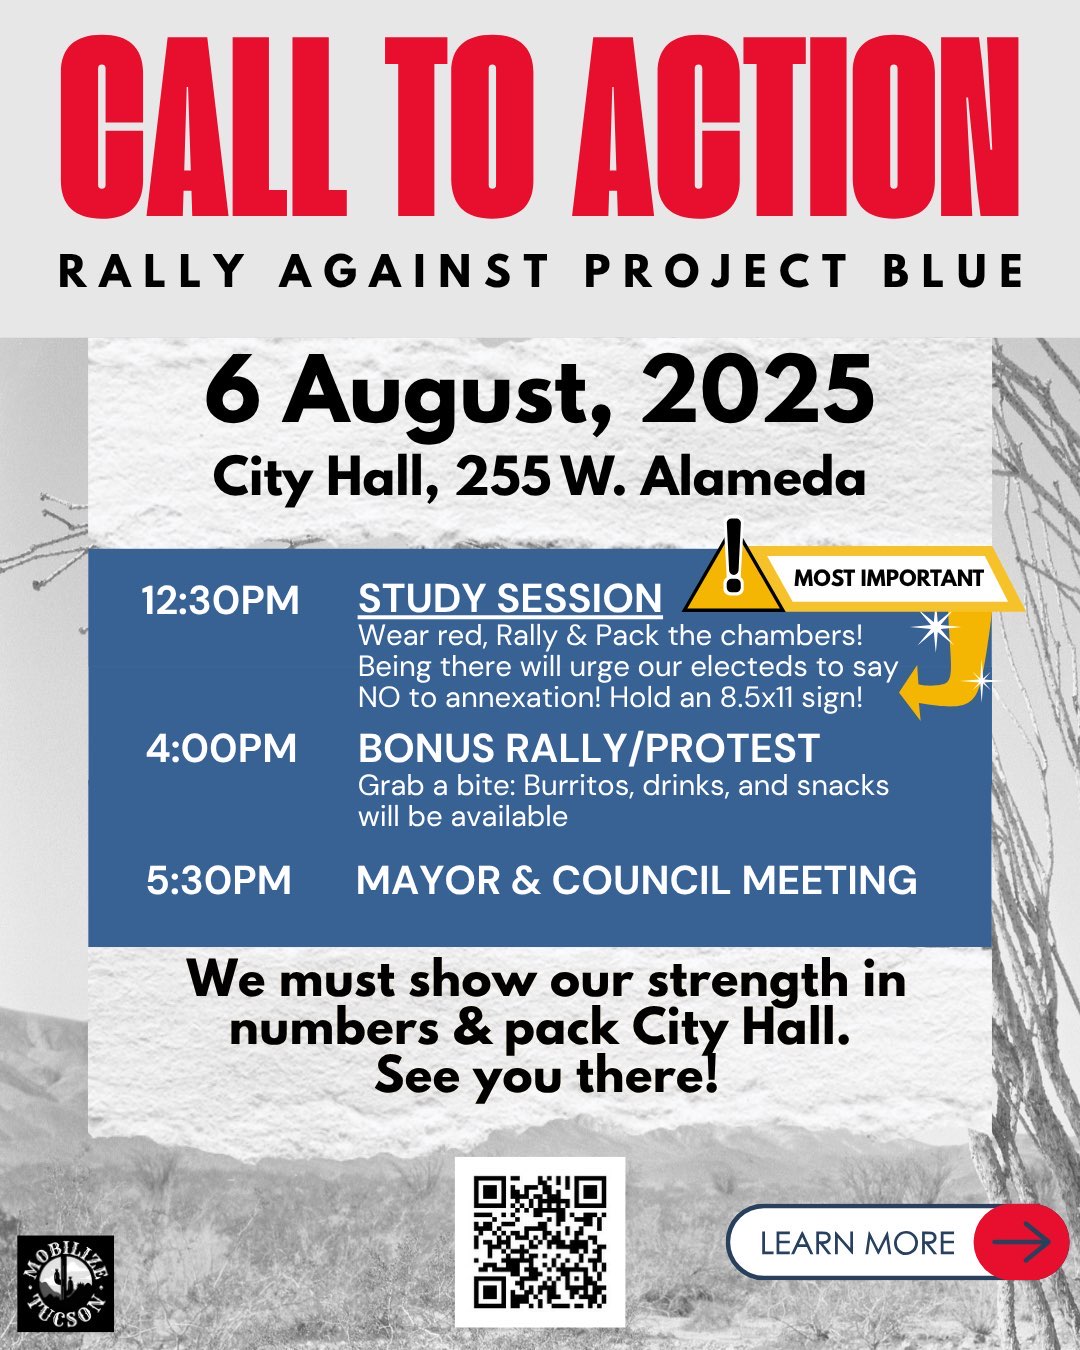 CALL TO ACTION
RALLY AGAINST PROJECT BLUE
6 August, 2025
City Hall, 255 W. Alameda
MOST IMPORTANT
12:30PM STUDY SESSION
Wear red, Rally & Pack the chambers!
Being there will urge our electeds to say
NO to annexation! Hold an 8.5x11 sign!
4:00PM BONUS RALLY/PROTEST
Grab a bite: Burritos, drinks, and snacks
will be available
5:30PM MAYOR & COUNCIL MEETING
We must show our strength in
numbers & pack City Hall.
See you there!
LEARN MORE
MOBILIZE
TUCSON